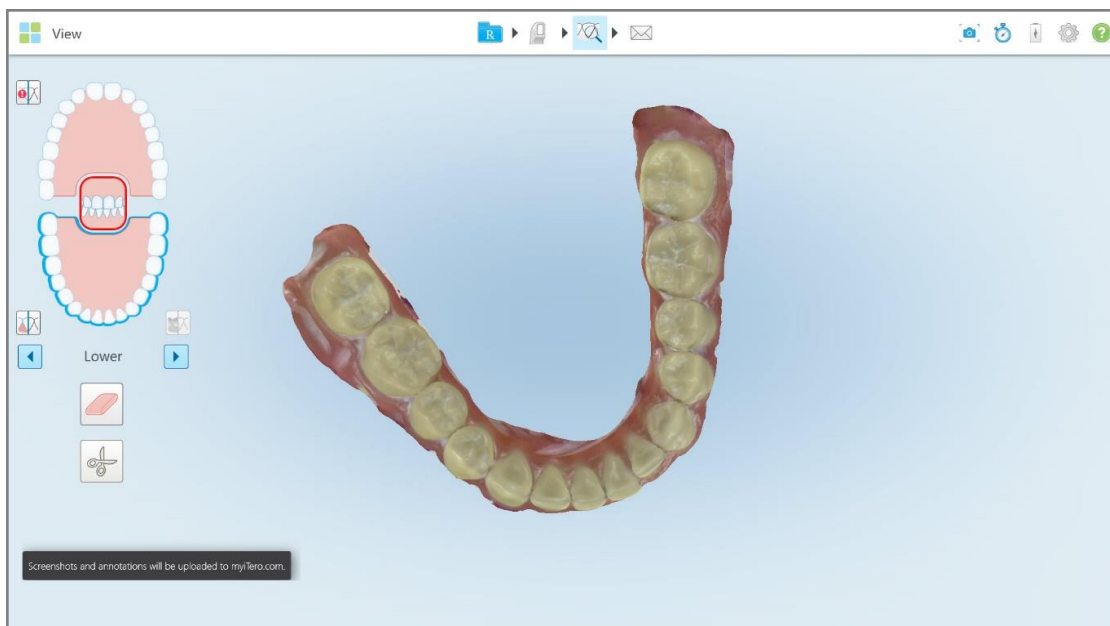 View
R
?
Lower
Screenshots and annotations will be uploaded to myiTero.com.